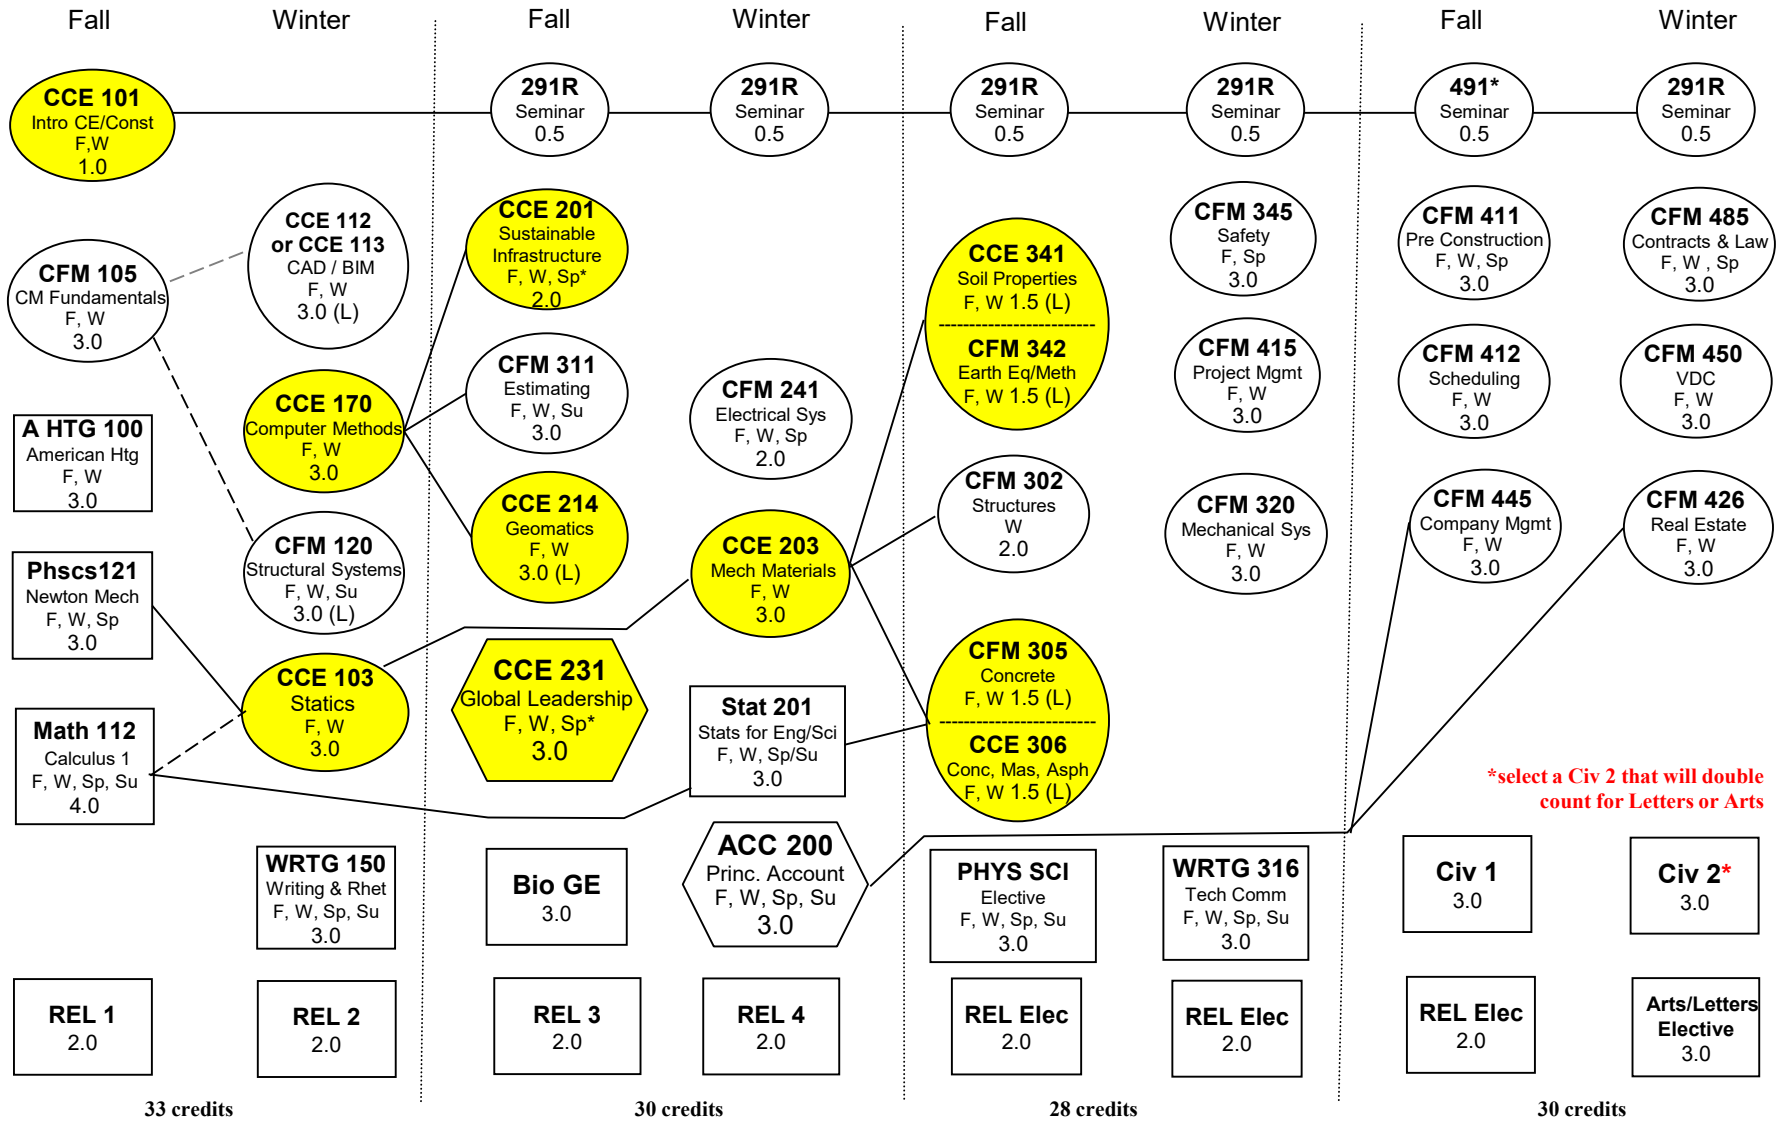 Fall
Winter
Fall
Winter
Fall
Winter
Fall
Winter
CCE 101
Intro CE/Const
F,W
1.0
291R
Seminar
0.5
291R
Seminar
0.5
291R
Seminar
0.5
291R
Seminar
0.5
491*
Seminar
0.5
291R
Seminar
0.5
CFM 105
CM Fundamentals
F, W
3.0
CCE 112
or CCE 113
CAD / BIM
F, W
3.0 (L)
CCE 201
Sustainable
Infrastructure
F, W, Sp*
2.0
CCE 341
Soil Properties
F, W 1.5 (L)
--------------------------
CFM 342
Earth Eq/Meth
F, W 1.5 (L)
CFM 345
Safety
F, Sp
3.0
CFM 411
Pre Construction
F, W, Sp
3.0
CFM 485
Contracts & Law
F, W , Sp
3.0
A HTG 100
American Htg
F, W
3.0
CCE 170
Computer Methods
F, W
3.0
CFM 311
Estimating
F, W, Su
3.0
CFM 241
Electrical Sys
F, W, Sp
2.0
CFM 415
Project Mgmt
F, W
3.0
CFM 412
Scheduling
F, W
3.0
CFM 450
VDC
F, W
3.0
Phscs121
Newton Mech
F, W, Sp
3.0
CFM 120
Structural Systems
F, W, Su
3.0 (L)
CCE 214
Geomatics
F, W
3.0 (L)
CCE 203
Mech Materials
F, W
3.0
CFM 302
Structures
W
2.0
CFM 320
Mechanical Sys
F, W
3.0
CFM 445
Company Mgmt
F, W
3.0
CFM 426
Real Estate
F, W
3.0
Math 112
Calculus 1
F, W, Sp, Su
4.0
CCE 103
Statics
F, W
3.0
CCE 231
Global Leadership
F, W, Sp*
3.0
Stat 201
Stats for Eng/Sci
F, W, Sp/Su
3.0
CFM 305
Concrete
F, W 1.5 (L)
--------------------------
CCE 306
Conc, Mas, Asph
F, W 1.5 (L)
*select a Civ 2 that will double
count for Letters or Arts
WRTG 150
Writing & Rhet
F, W, Sp, Su
3.0
Bio GE
3.0
ACC 200
Princ. Account
F, W, Sp, Su
3.0
PHYS SCI
Elective
F, W, Sp, Su
3.0
WRTG 316
Tech Comm
F, W, Sp, Su
3.0
Civ 1
3.0
Civ 2*
3.0
REL 1
2.0
REL 2
2.0
REL 3
2.0
REL 4
2.0
REL Elec
2.0
REL Elec
2.0
REL Elec
2.0
Arts/Letters
Elective
3.0
33 credits
30 credits
28 credits
30 credits